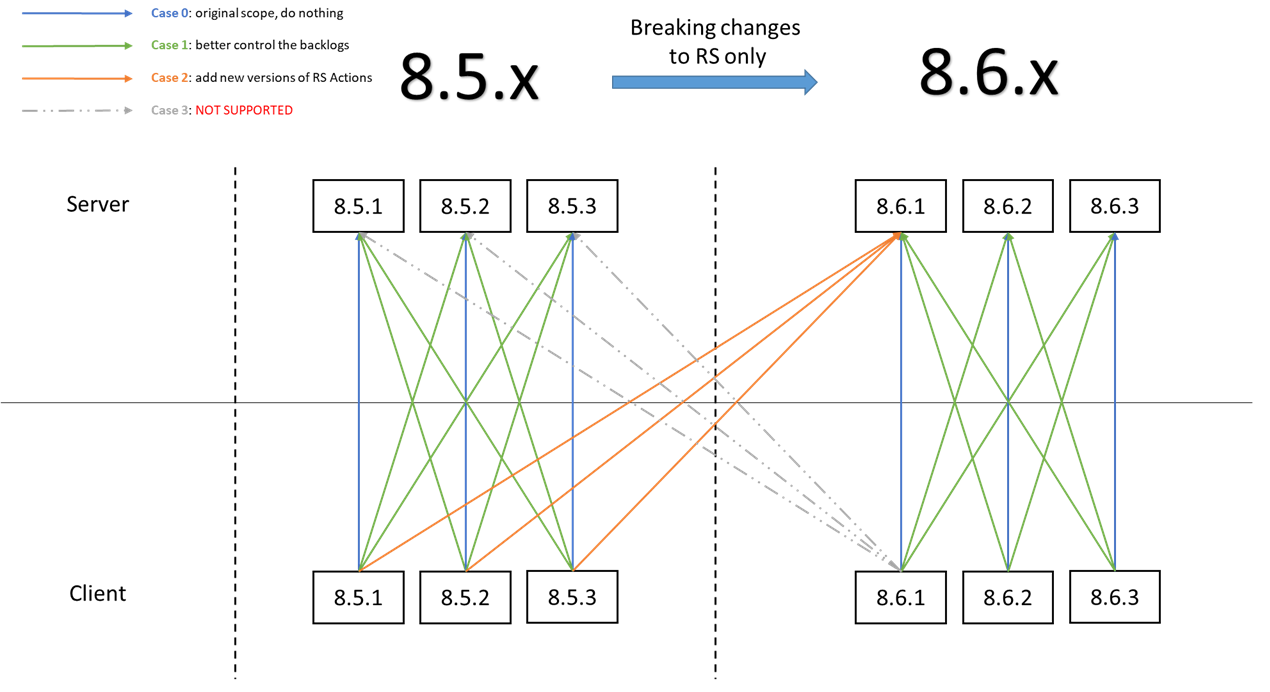 Case 0: original scope, do nothing
Case 1: better control the backlogs
Case 2: add new versions of RS Actions
Case 3: NOT SUPPORTED
8.5.x
Breaking changes
to RS only
8.6.x
Server
8.5.1
8.5.2
8.5.3
8.6.1
8.6.2
8.6.3
Client
8.5.1
8.5.2
8.5.3
8.6.1
8.6.2
8.6.3